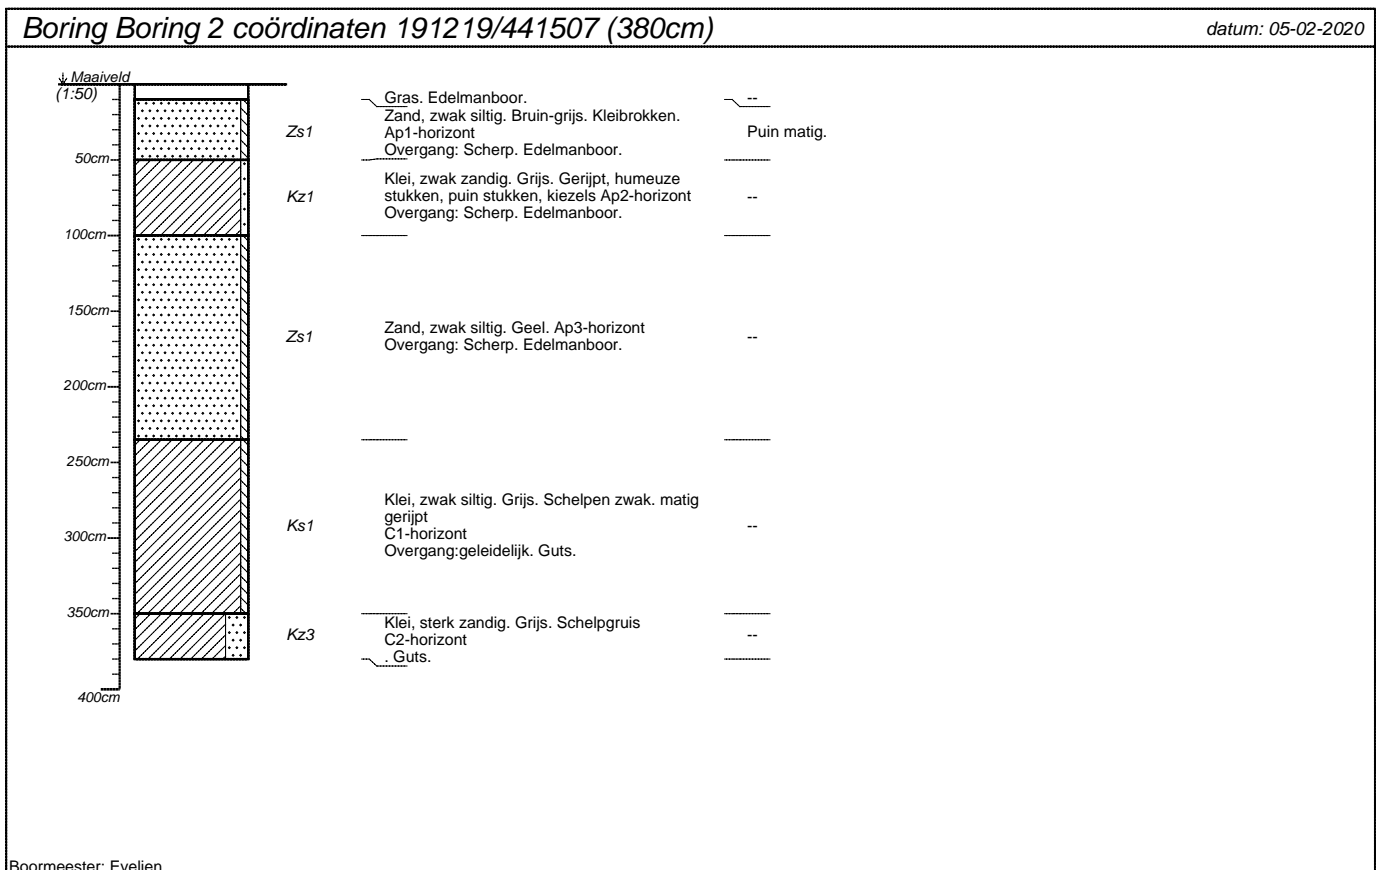 Boring Boring 2 coördinaten 191219/441507 (380cm)
datum: 05-02-2020
Maaiveld
(1:50)
Gras. Edelmanboor.
--
Zs1
Zand, zwak siltig. Bruin-grijs. Kleibrokken.
Ap1-horizont
Overgang: Scherp. Edelmanboor.
Puin matig.
50cm
Kz1
Klei, zwak zandig. Grijs. Gerijpt, humeuze
stukken, puin stukken, kiezels Ap2-horizont
Overgang: Scherp. Edelmanboor.
--
100cm
150cm
Zs1
Zand, zwak siltig. Geel. Ap3-horizont
Overgang: Scherp. Edelmanboor.
--
200cm
250cm
Ks1
Klei, zwak siltig. Grijs. Schelpen zwak. matig
gerijpt
C1-horizont
Overgang:geleidelijk. Guts.
--
300cm
350cm
Kz3
Klei, sterk zandig. Grijs. Schelpgruis
C2-horizont
. Guts.
--
400cm
Boormeester: Evelien